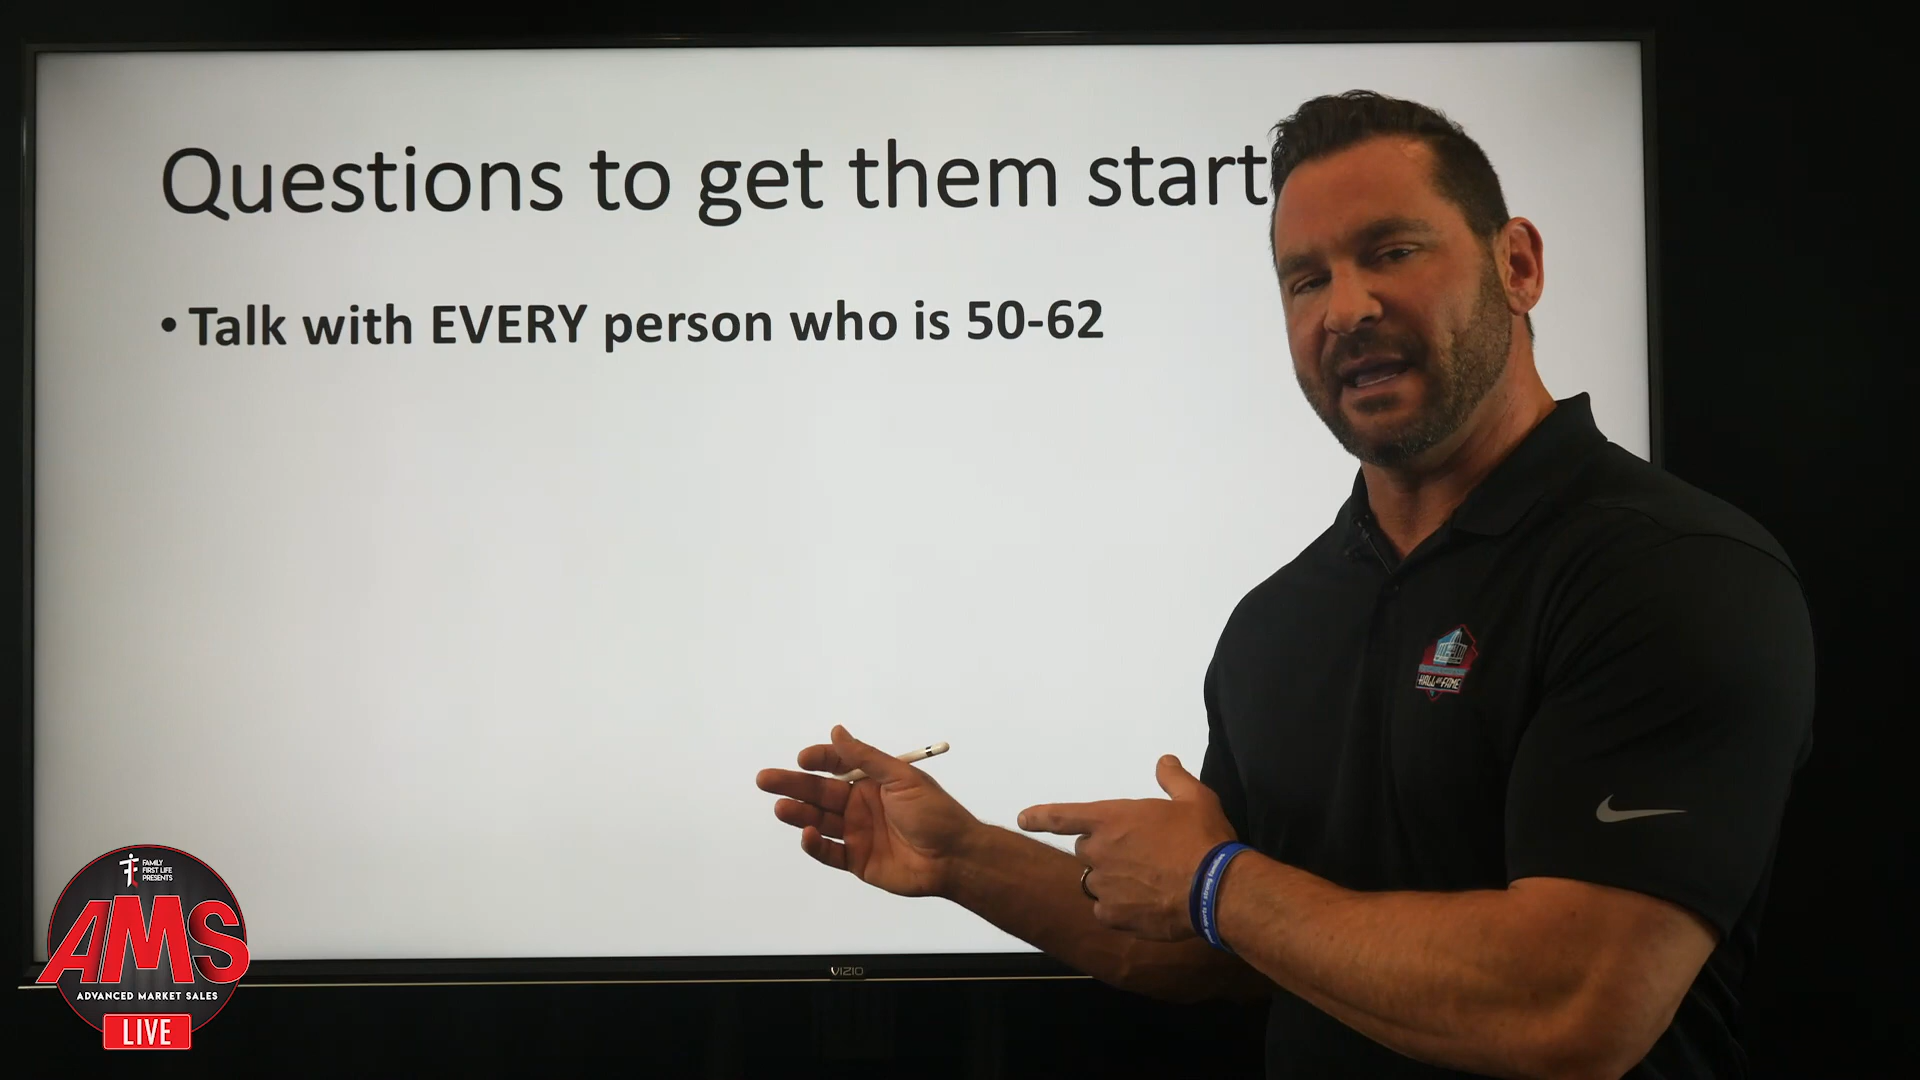 Questions to get them start
• Talk with EVERY person who is 50-62
HALL OF FAME
VIZIO
FAMILY
FIRST LIFE
PRESENTS
AMS
ADVANCED MARKET SALES
LIVE